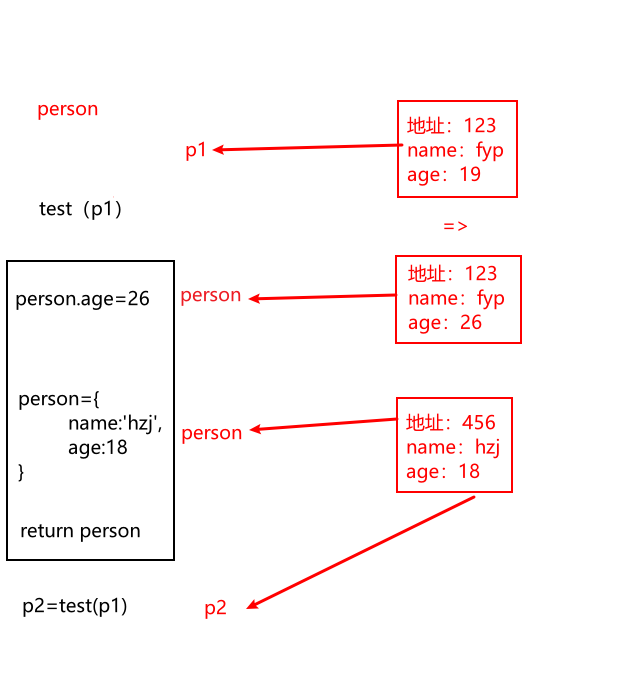 person
地址：123
p1
name：fyp
age：19
test（p1）
=>
person.age=26
person
地址：123
name：fyp
age：26
person={
name:'hzj',
age:18
}
person
地址：456
name：hzj
age：18
return person
p2=test(p1)
p2